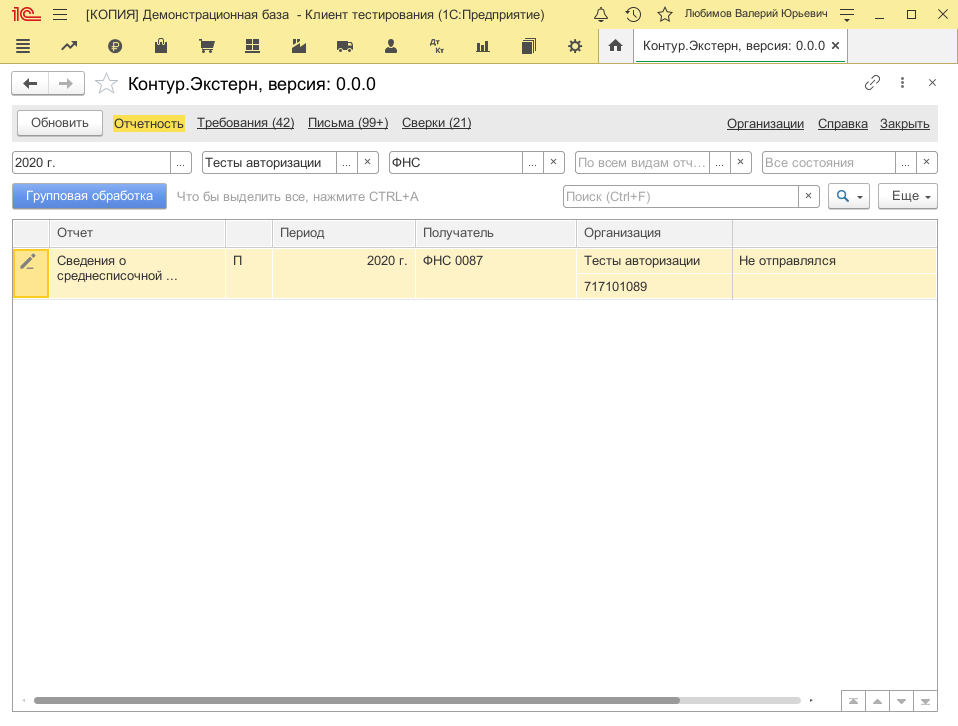 [КОПИЯ] Демонстрационная база - Клиент тестирования (1С:Предприятие) Любимов Валерий Юрьевич
Дт Кт Контур.Экстерн, версия: 0.0.0 ×
Контур.Экстерн, версия: 0.0.0
Обновить Отчетность Требования (42) Письма (99+) Сверки (21) Организации Справка Закрыть
2020 г. ... Тесты авторизации ... × ФНС ... × По всем видам отч... ... × Все состояния ... ×
Групповая обработка Что бы выделить все, нажмите CTRL+A Поиск (Ctrl+F) × Еще
Отчет Период Получатель Организация
Сведения о П 2020 г. ФНС 0087 Тесты авторизации Не отправлялся
среднесписочной ...
717101089